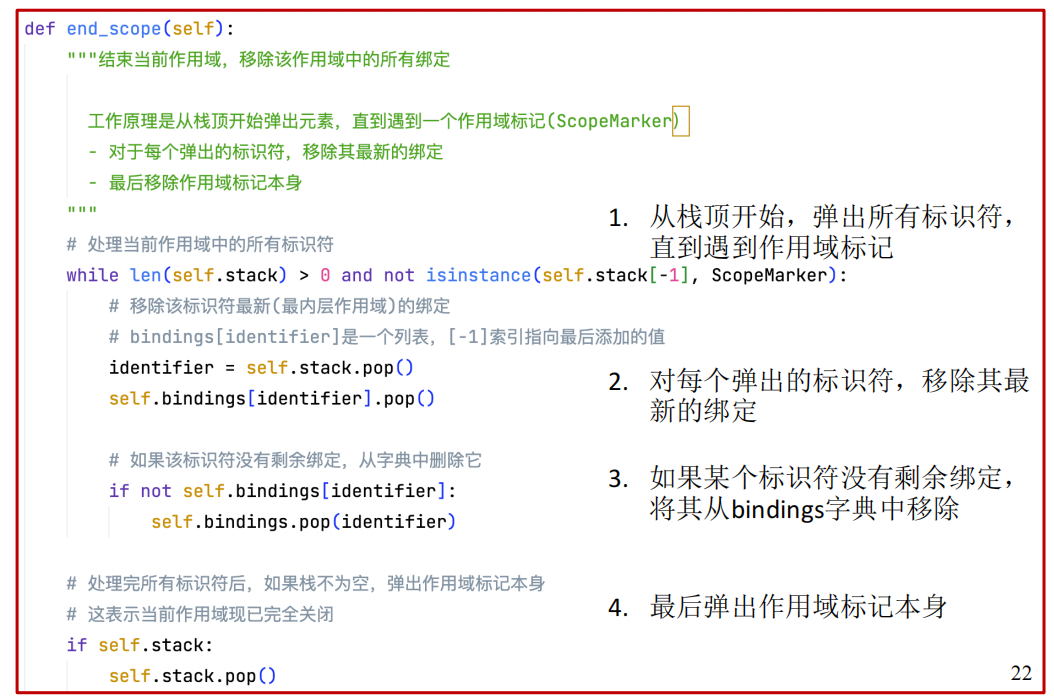 def end_scope(self):
"""结束当前作用域，移除该作用域中的所有绑定
工作原理是从栈顶开始弹出元素，直到遇到一个作用域标记(ScopeMarker)
- 对于每个弹出的标识符，移除其最新的绑定
- 最后移除作用域标记本身
"""
# 处理当前作用域中的所有标识符
while len(self.stack) > 0 and not isinstance(self.stack[-1], ScopeMarker):
# 移除该标识符最新(最内层作用域)的绑定
# bindings[identifier]是一个列表，[-1]索引指向最后添加的值
identifier = self.stack.pop()
self.bindings[identifier].pop()
# 如果该标识符没有剩余绑定，从字典中删除它
if not self.bindings[identifier]:
self.bindings.pop(identifier)
# 处理完所有标识符后，如果栈不为空，弹出作用域标记本身
# 这表示当前作用域现已完全关闭
if self.stack:
self.stack.pop()
1. 从栈顶开始，弹出所有标识符，
直到遇到作用域标记
2. 对每个弹出的标识符，移除其最
新的绑定
3. 如果某个标识符没有剩余绑定，
将其从bindings字典中移除
4. 最后弹出作用域标记本身
22